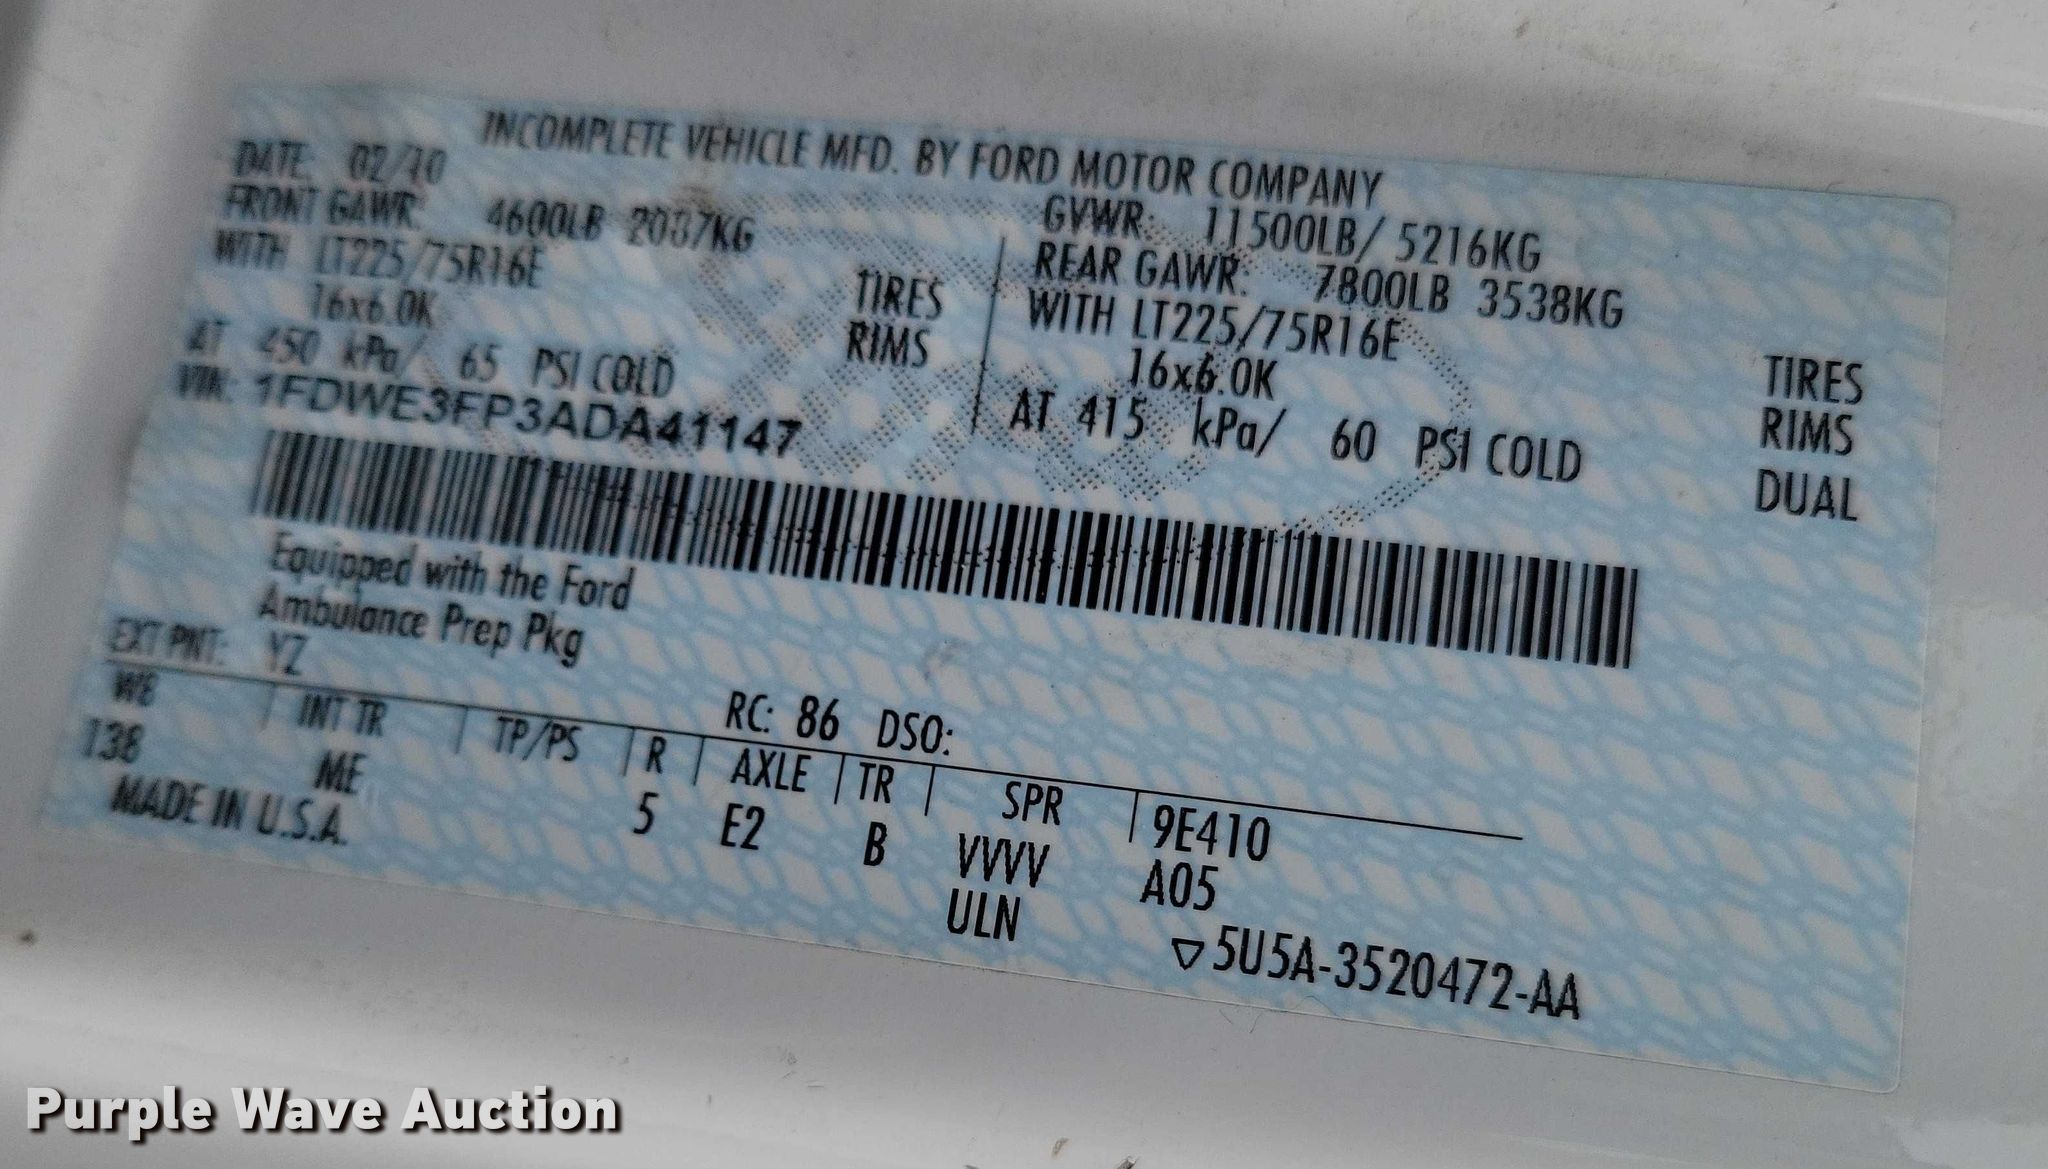 INCOMPLETE VEHICLE MFD. BY FORD MOTOR COMPANY
DATE: 02/10
GVWR: 11500LB/ 5216KG
FRONT GAWR: 4600LB 2087KG
REAR GAWR: 7800LB 3538KG
WITH LT225/75R16E TIRES
WITH LT225/75R16E TIRES
16x6.0K RIMS
16x6.0K RIMS
AT 450 kPa/ 65 PSI COLD
AT 415 kPa/ 60 PSI COLD DUAL
VIN: 1FDWE3FP3ADA41147
Equipped with the Ford
Ambulance Prep Pkg
EXT PNT: YZ RC: 86 DSO:
WB INT TR TP/PS R AXLE TR SPR 9E410
138 ME 5 E2 B VVVV A05
MADE IN U.S.A. ULN
▽5U5A-3520472-AA
Purple Wave Auction